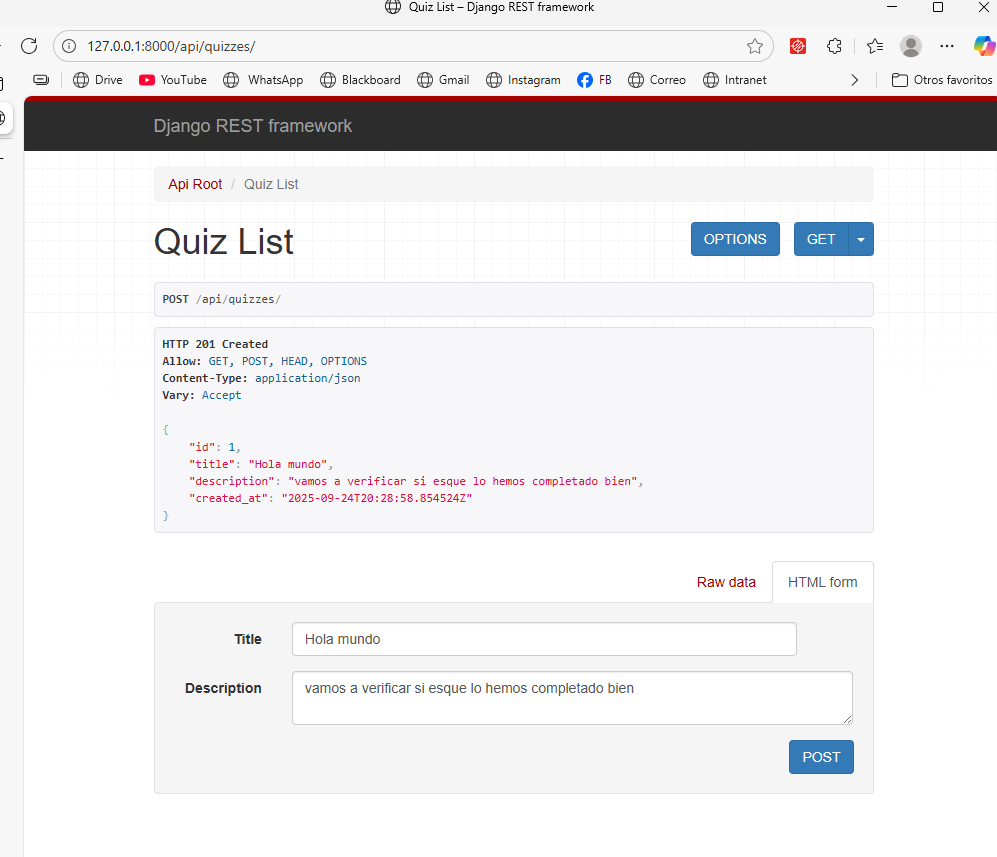 Quiz List – Django REST framework
127.0.0.1:8000/api/quizzes/
Drive YouTube WhatsApp Blackboard Gmail Instagram FB Correo Intranet Otros favoritos
Django REST framework
Api Root / Quiz List
Quiz List OPTIONS GET
POST /api/quizzes/
HTTP 201 Created
Allow: GET, POST, HEAD, OPTIONS
Content-Type: application/json
Vary: Accept
{
"id": 1,
"title": "Hola mundo",
"description": "vamos a verificar si esque lo hemos completado bien",
"created_at": "2025-09-24T20:28:58.854524Z"
}
Raw data HTML form
Title Hola mundo
Description vamos a verificar si esque lo hemos completado bien
POST